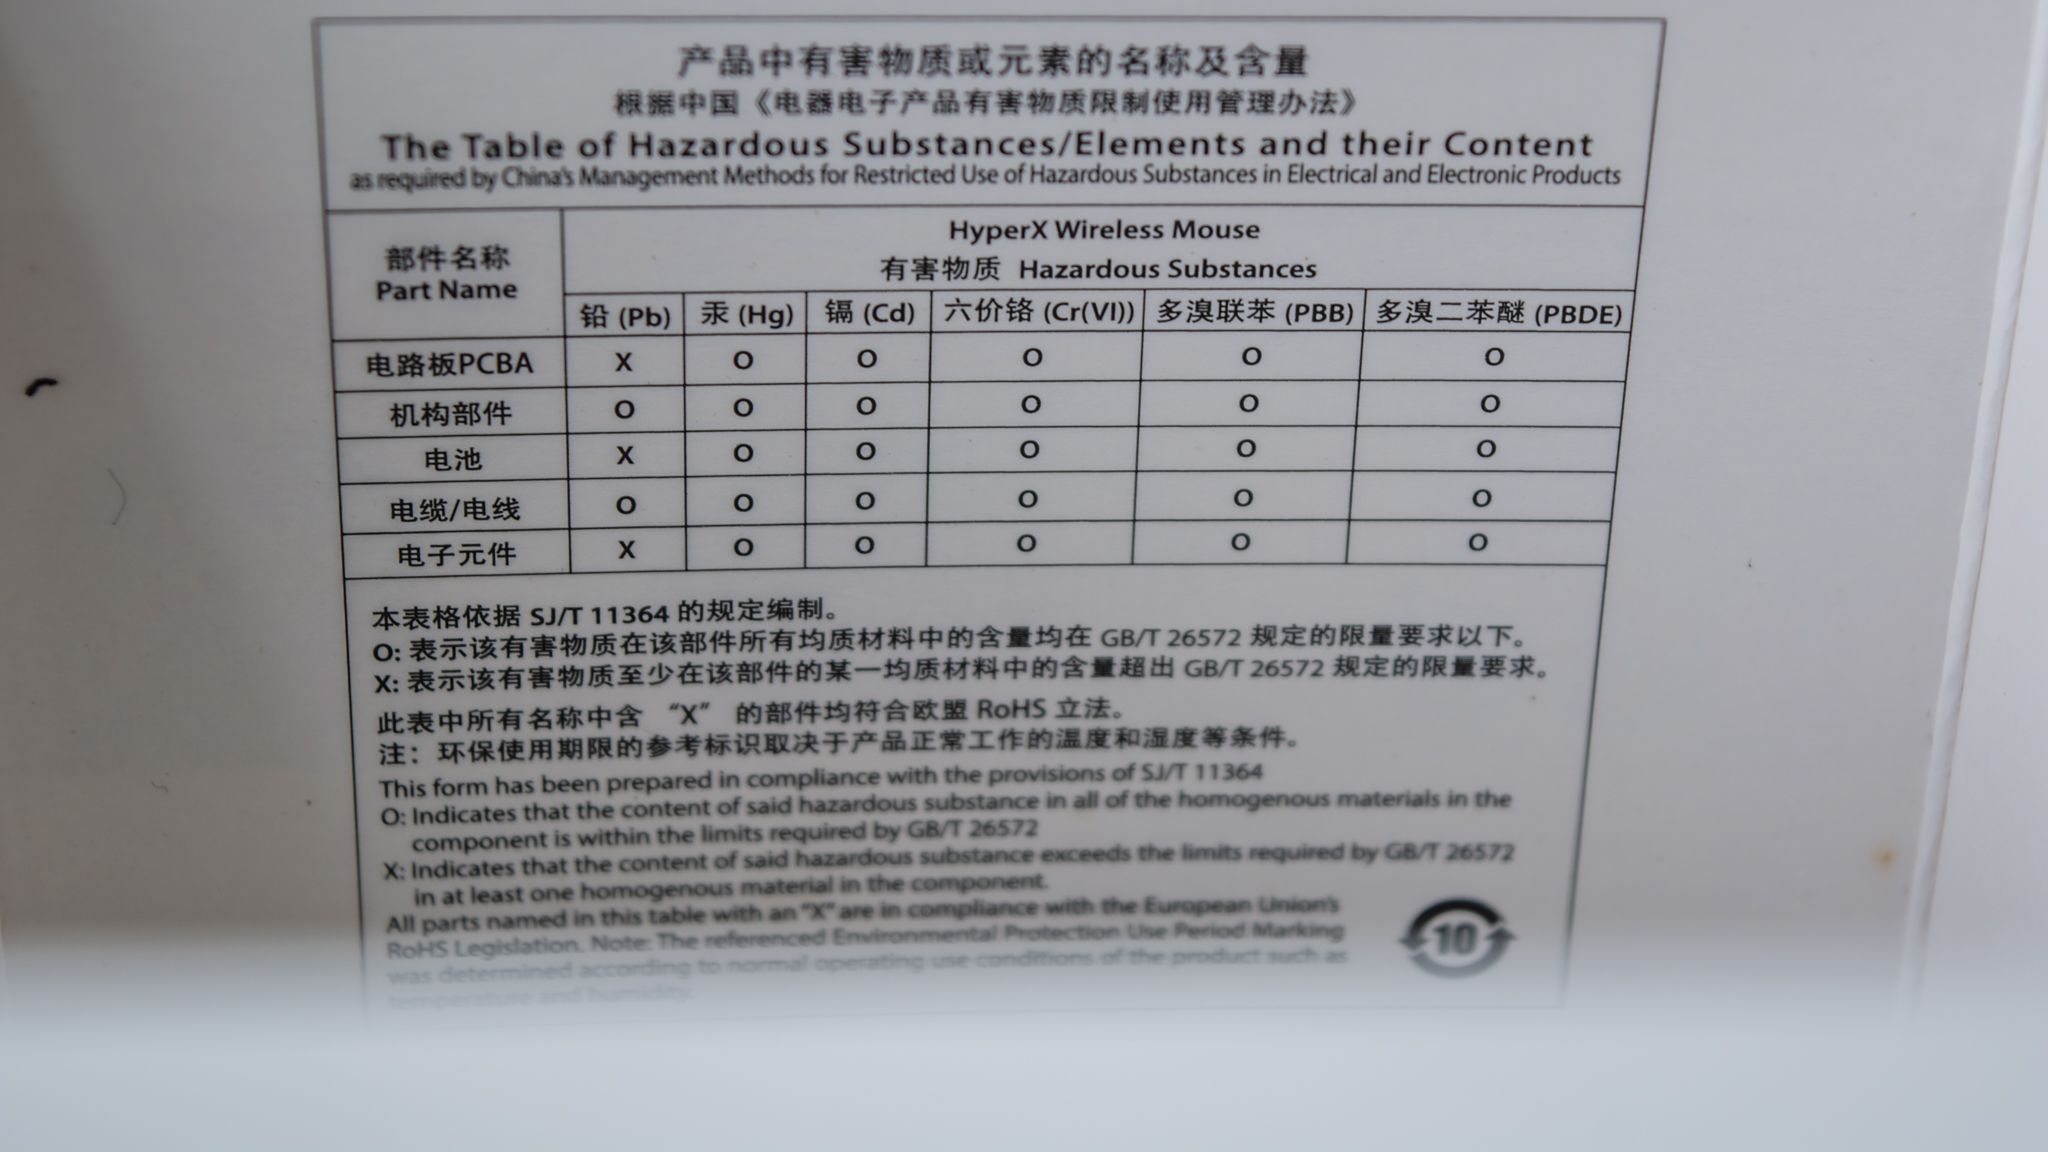 产品中有害物质或元素的名称及含量
根据中国《电器电子产品有害物质限制使用管理办法》
The Table of Hazardous Substances/Elements and their Content
as required by China's Management Methods for Restricted Use of Hazardous Substances in Electrical and Electronic Products
部件名称
Part Name
HyperX Wireless Mouse
有害物质 Hazardous Substances
铅 (Pb) 汞 (Hg) 镉 (Cd) 六价铬 (Cr(VI)) 多溴联苯 (PBB) 多溴二苯醚 (PBDE)
电路板PCBA X O O O O O
机构部件 O O O O O O
电池 X O O O O O
电缆/电线 O O O O O O
电子元件 X O O O O O
本表格依据 SJ/T 11364 的规定编制。
O: 表示该有害物质在该部件所有均质材料中的含量均在 GB/T 26572 规定的限量要求以下。
X: 表示该有害物质至少在该部件的某一均质材料中的含量超出 GB/T 26572 规定的限量要求。
此表中所有名称中含 “X” 的部件均符合欧盟 RoHS 立法。
注：环保使用期限的参考标识取决于产品正常工作的温度和湿度等条件。
This form has been prepared in compliance with the provisions of SJ/T 11364
O: Indicates that the content of said hazardous substance in all of the homogenous materials in the
component is within the limits required by GB/T 26572
X: Indicates that the content of said hazardous substance exceeds the limits required by GB/T 26572
in at least one homogenous material in the component.
All parts named in this table with an "X" are in compliance with the European Union's
RoHS Legislation. Note: The referenced Environmental Protection Use Period Marking
was determined according to normal operating use conditions of the product such as
temperature and humidity.
10